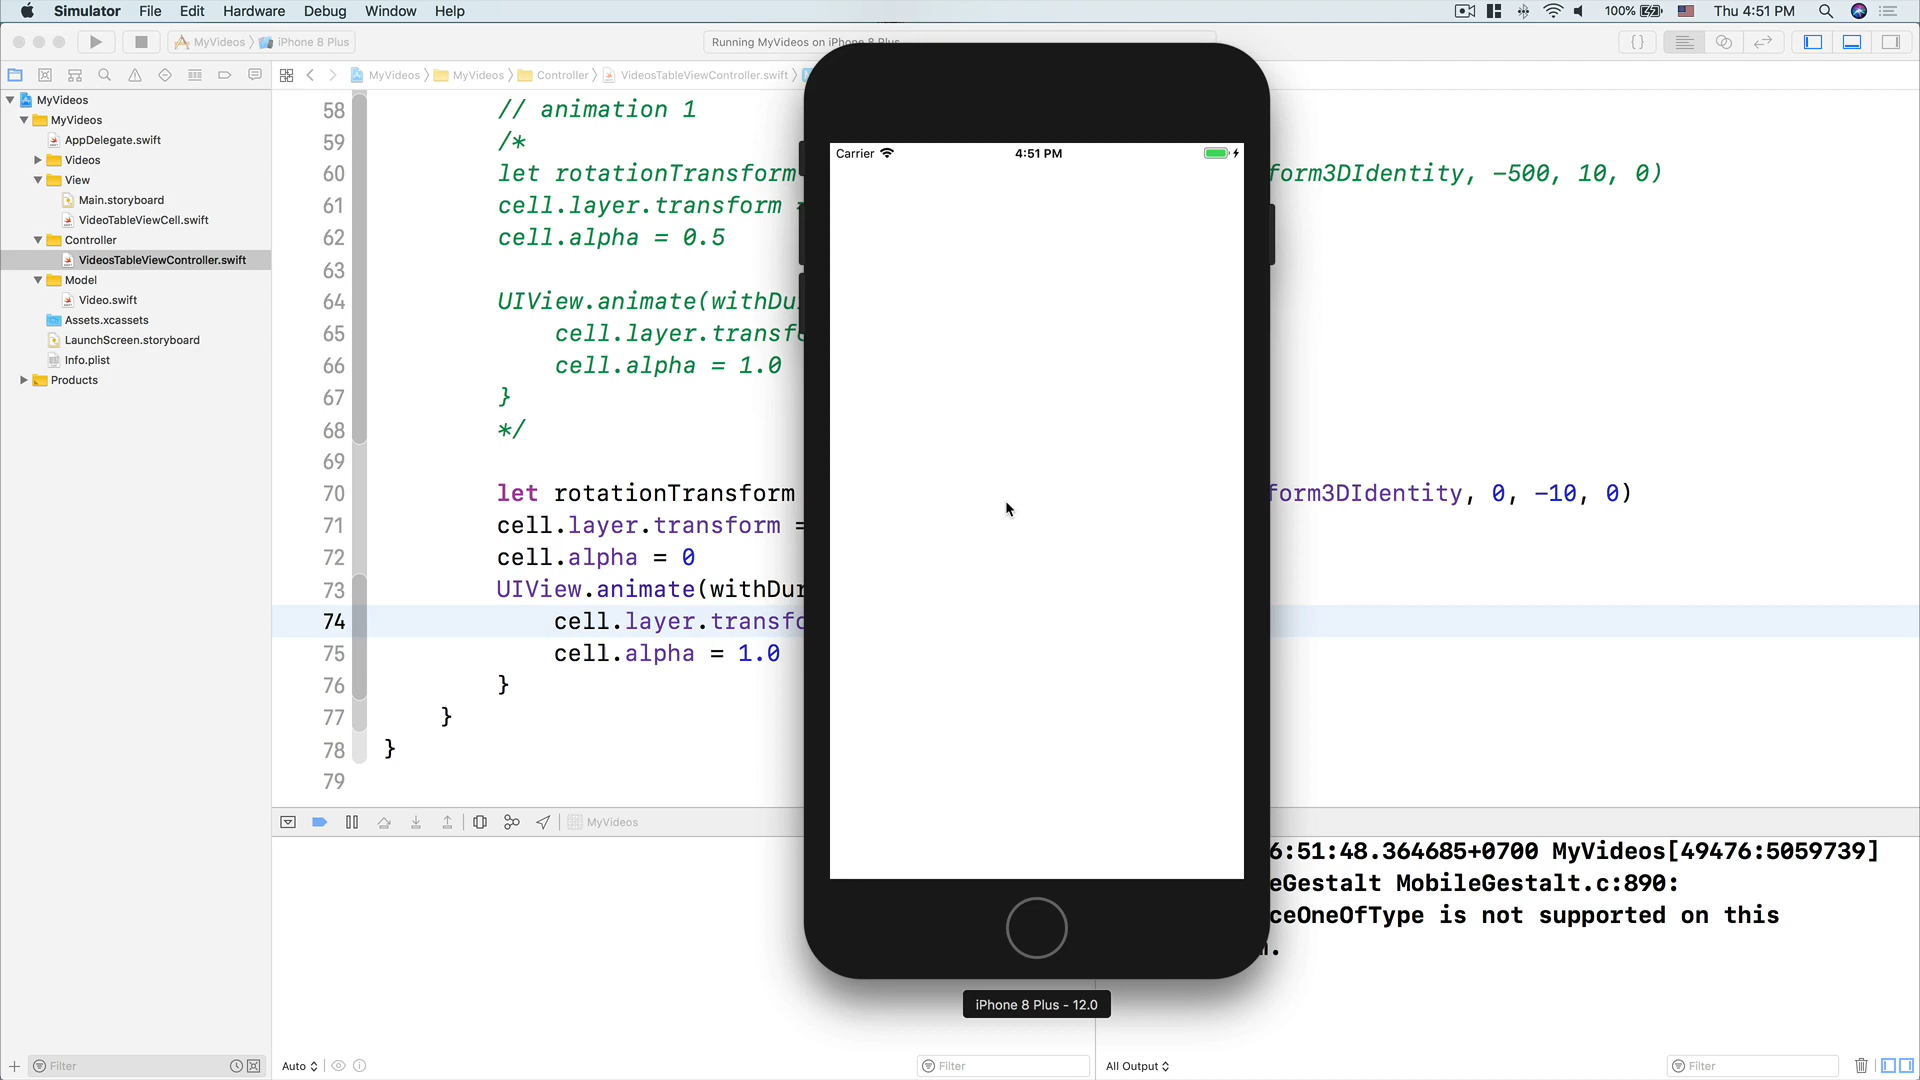 Simulator File Edit Hardware Debug Window Help 100% Thu 4:51 PM
MyVideos iPhone 8 Plus Running MyVideos on iPhone 8 Plus
MyVideos MyVideos Controller VideosTableViewController.swift
MyVideos
MyVideos
AppDelegate.swift
Videos
View
Main.storyboard
VideoTableViewCell.swift
Controller
VideosTableViewController.swift
Model
Video.swift
Assets.xcassets
LaunchScreen.storyboard
Info.plist
Products
58 // animation 1
59 /*
60 let rotationTransform form3DIdentity, -500, 10, 0)
61 cell.layer.transform =
62 cell.alpha = 0.5
63
64 UIView.animate(withDu
65 cell.layer.transfo
66 cell.alpha = 1.0
67 }
68 */
69
70 let rotationTransform form3DIdentity, 0, -10, 0)
71 cell.layer.transform =
72 cell.alpha = 0
73 UIView.animate(withDur
74 cell.layer.transfo
75 cell.alpha = 1.0
76 }
77 }
78 }
79
Carrier 4:51 PM
iPhone 8 Plus - 12.0
MyVideos
6:51:48.364685+0700 MyVideos[49476:5059739]
eGestalt MobileGestalt.c:890:
ceOneOfType is not supported on this
Filter Auto Filter All Output Filter